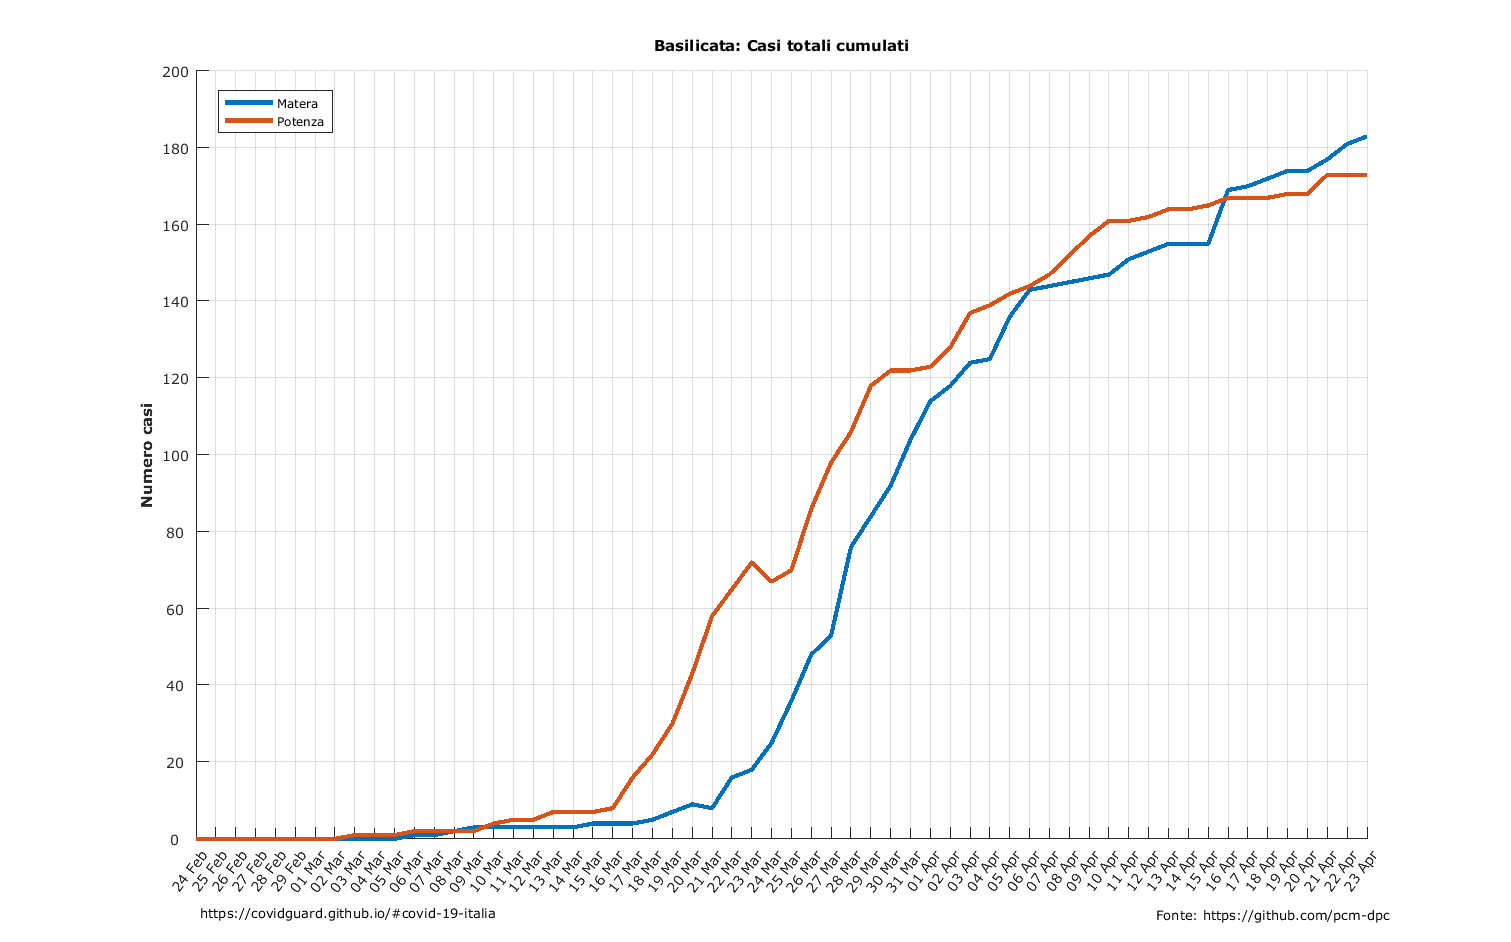 Basilicata: Casi totali cumulati
Matera
Potenza
Numero casi
200
180
160
140
120
100
80
60
40
20
0
24 Feb
25 Feb
26 Feb
27 Feb
28 Feb
29 Feb
01 Mar
02 Mar
03 Mar
04 Mar
05 Mar
06 Mar
07 Mar
08 Mar
09 Mar
10 Mar
11 Mar
12 Mar
13 Mar
14 Mar
15 Mar
16 Mar
17 Mar
18 Mar
19 Mar
20 Mar
21 Mar
22 Mar
23 Mar
24 Mar
25 Mar
26 Mar
27 Mar
28 Mar
29 Mar
30 Mar
31 Mar
01 Apr
02 Apr
03 Apr
04 Apr
05 Apr
06 Apr
07 Apr
08 Apr
09 Apr
10 Apr
11 Apr
12 Apr
13 Apr
14 Apr
15 Apr
16 Apr
17 Apr
18 Apr
19 Apr
20 Apr
21 Apr
22 Apr
23 Apr
https://covidguard.github.io/#covid-19-italia
Fonte: https://github.com/pcm-dpc